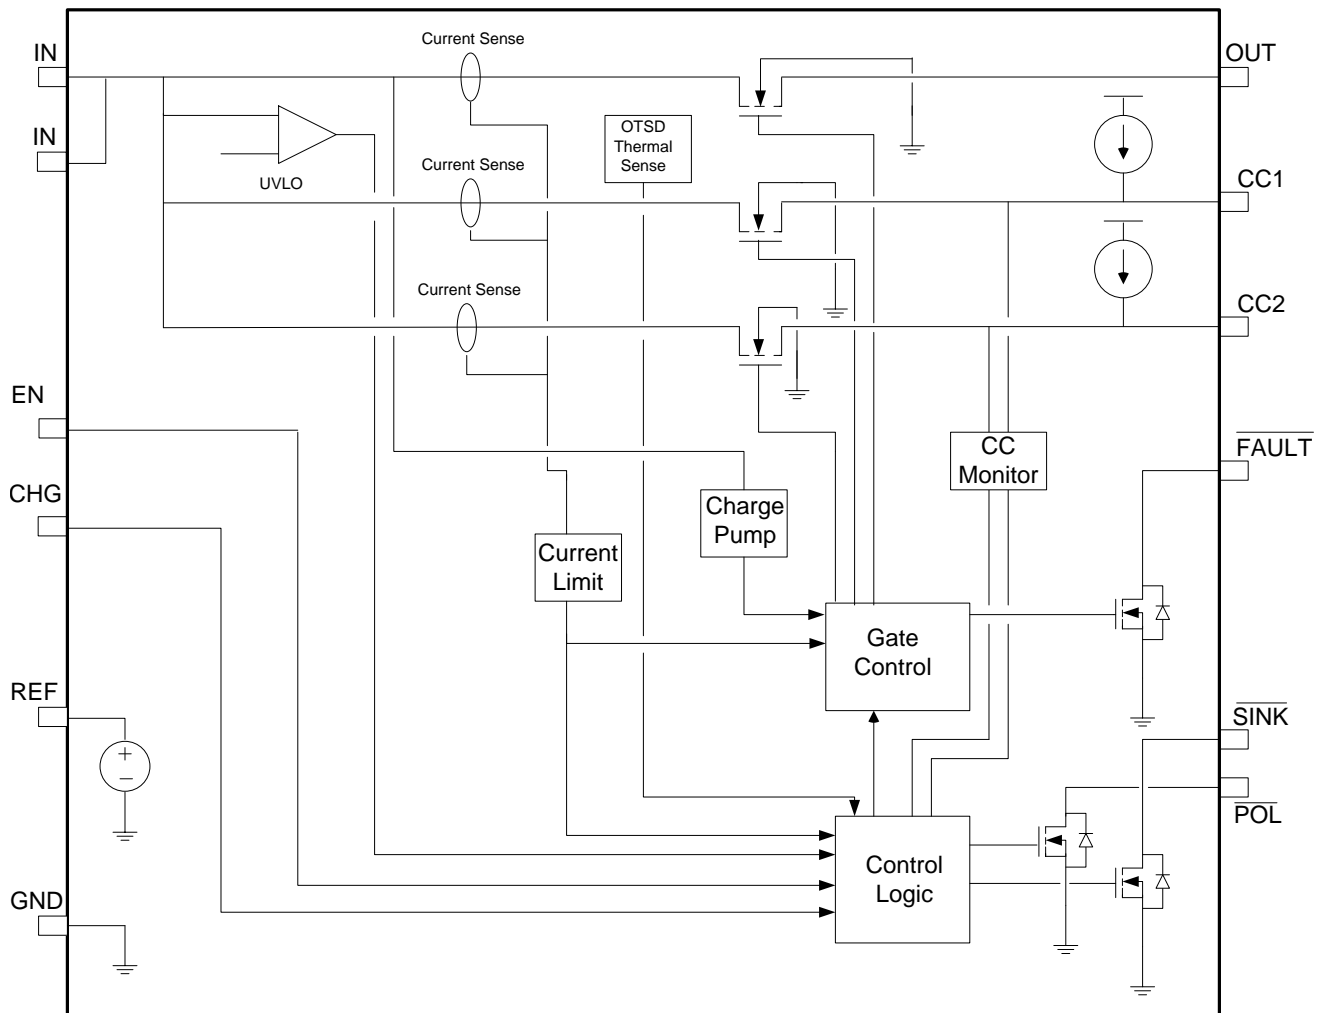 Current Sense
IN
OUT
IN
OTSD
Thermal
Sense
UVLO
Current Sense
CC1
Current Sense
CC2
EN
FAULT
CC
Monitor
CHG
Charge
Pump
Current
Limit
Gate
Control
REF
+
−
SINK
POL
Control
Logic
GND